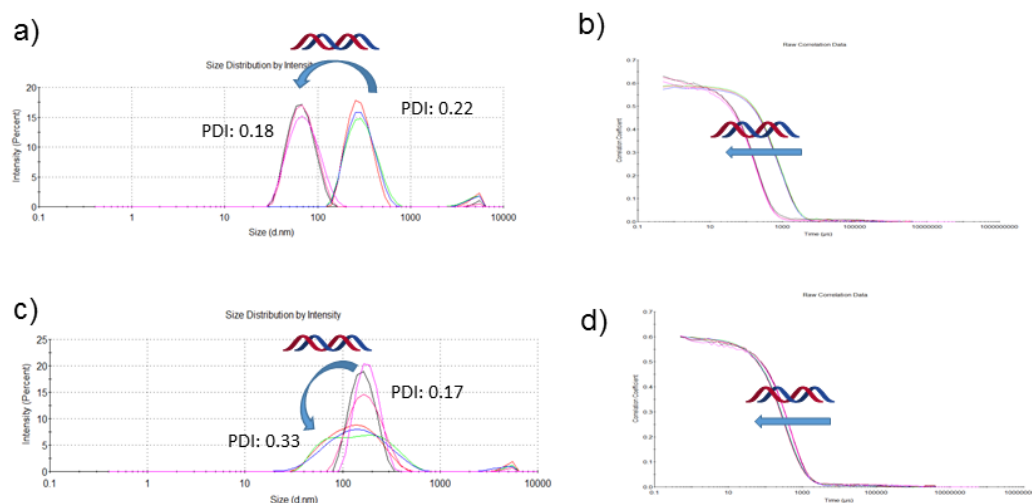 a)
Size Distribution by Intensit
PDI: 0.18
PDI: 0.22
Intensity (Percent)
20
15
10
5
0
0.1 1 10 100 1000 10000
Size (d.nm)
b)
Raw Correlation Data
Correlation Coefficient
0.7
0.6
0.5
0.4
0.3
0.2
0.1
0.0
0.1 10 1000 100000 10000000 1000000000
Time (µs)
c)
Size Distribution by Intensity
PDI: 0.17
PDI: 0.33
Intensity (Percent)
25
20
15
10
5
0
0.1 1 10 100 1000 10000
Size (d.nm)
d)
Raw Correlation Data
Correlation Coefficient
0.7
0.6
0.5
0.4
0.3
0.2
0.1
0.0
0.1 10 1000 100000 10000000 1000000000
Time (µs)